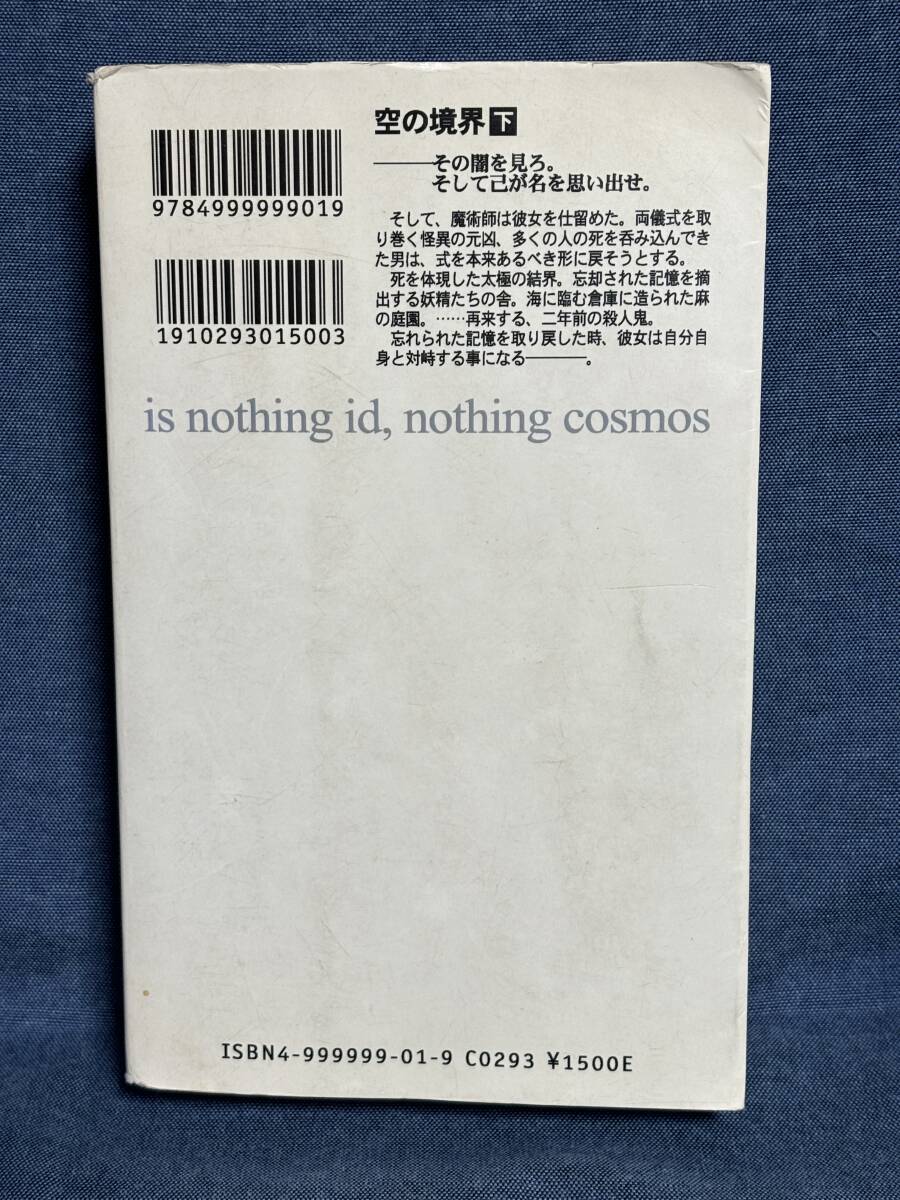 空の境界 下
―――その闇を見ろ。
そして己が名を思い出せ。
9784999999019
そして、魔術師は彼女を仕留めた。両儀式を取
り巻く怪異の元凶、多くの人の死を呑み込んでき
た男は、式を本来あるべき形に戻そうとする。
死を体現した太極の結界。忘却された記憶を摘
出する妖精たちの舎。海に臨む倉庫に造られた麻
の庭園。……再来する、二年前の殺人鬼。
忘れられた記憶を取り戻した時、彼女は自分自
身と対峙する事になる―――。
1910293015003
is nothing id, nothing cosmos
ISBN4-999999-01-9 C0293 ¥1500E